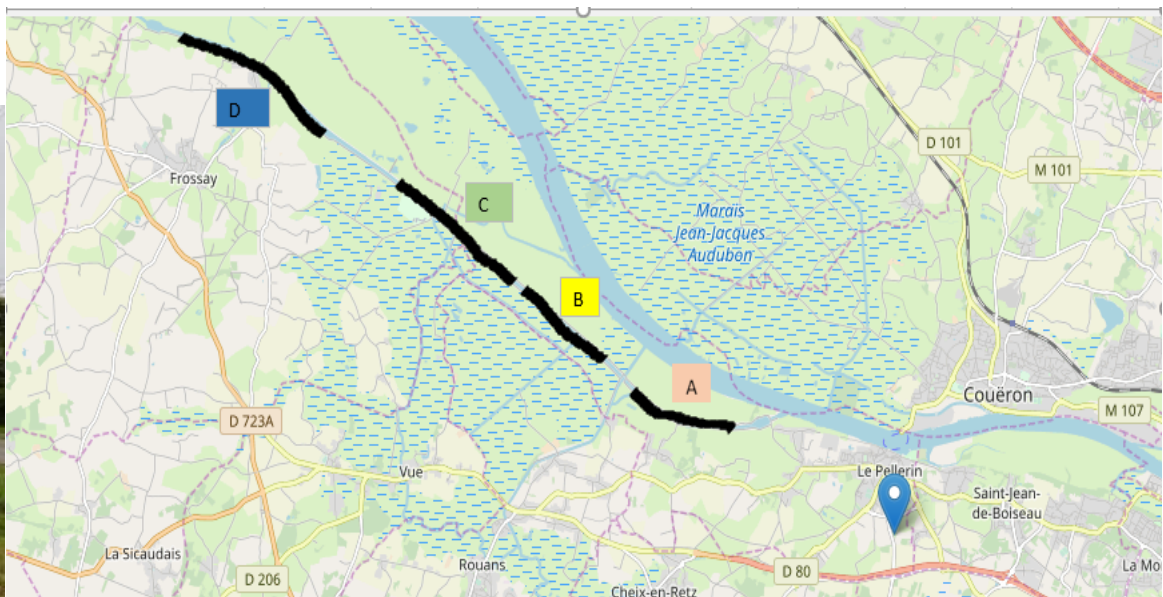 D
D 101
M 101
Frossay
C
Marais
Jean-Jacques
Audubon
B
A
Couëron
M 107
D 723A
Vue
Le Pellerin
Saint-Jean-
de-Boiseau
La Sicaudais
Rouans
D 80
La Mo
D 206
Cheix-en-Retz